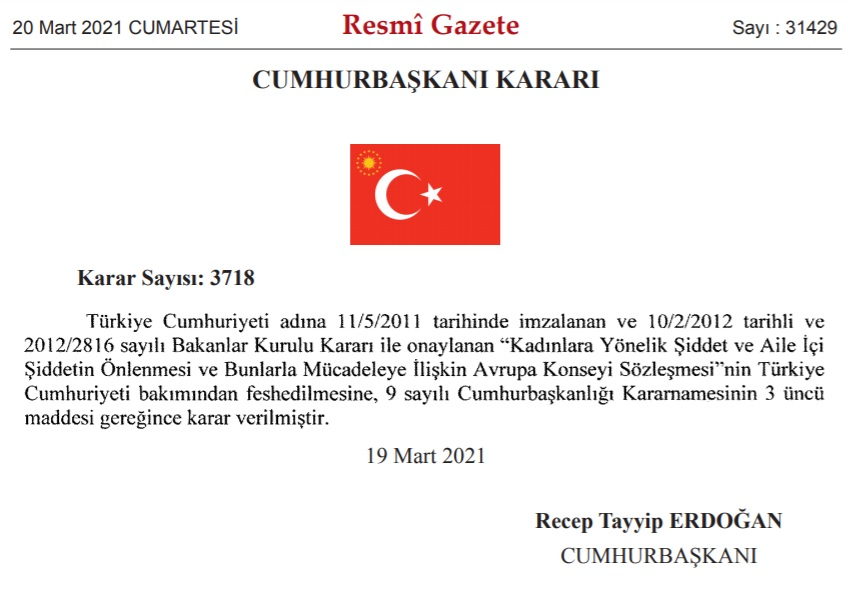 20 Mart 2021 CUMARTESİ
Resmî Gazete
Sayı : 31429
CUMHURBAŞKANI KARARI
Karar Sayısı: 3718
Türkiye Cumhuriyeti adına 11/5/2011 tarihinde imzalanan ve 10/2/2012 tarihli ve
2012/2816 sayılı Bakanlar Kurulu Kararı ile onaylanan “Kadınlara Yönelik Şiddet ve Aile İçi
Şiddetin Önlenmesi ve Bunlarla Mücadeleye İlişkin Avrupa Konseyi Sözleşmesi”nin Türkiye
Cumhuriyeti bakımından feshedilmesine, 9 sayılı Cumhurbaşkanlığı Kararnamesinin 3 üncü
maddesi gereğince karar verilmiştir.
19 Mart 2021
Recep Tayyip ERDOĞAN
CUMHURBAŞKANI